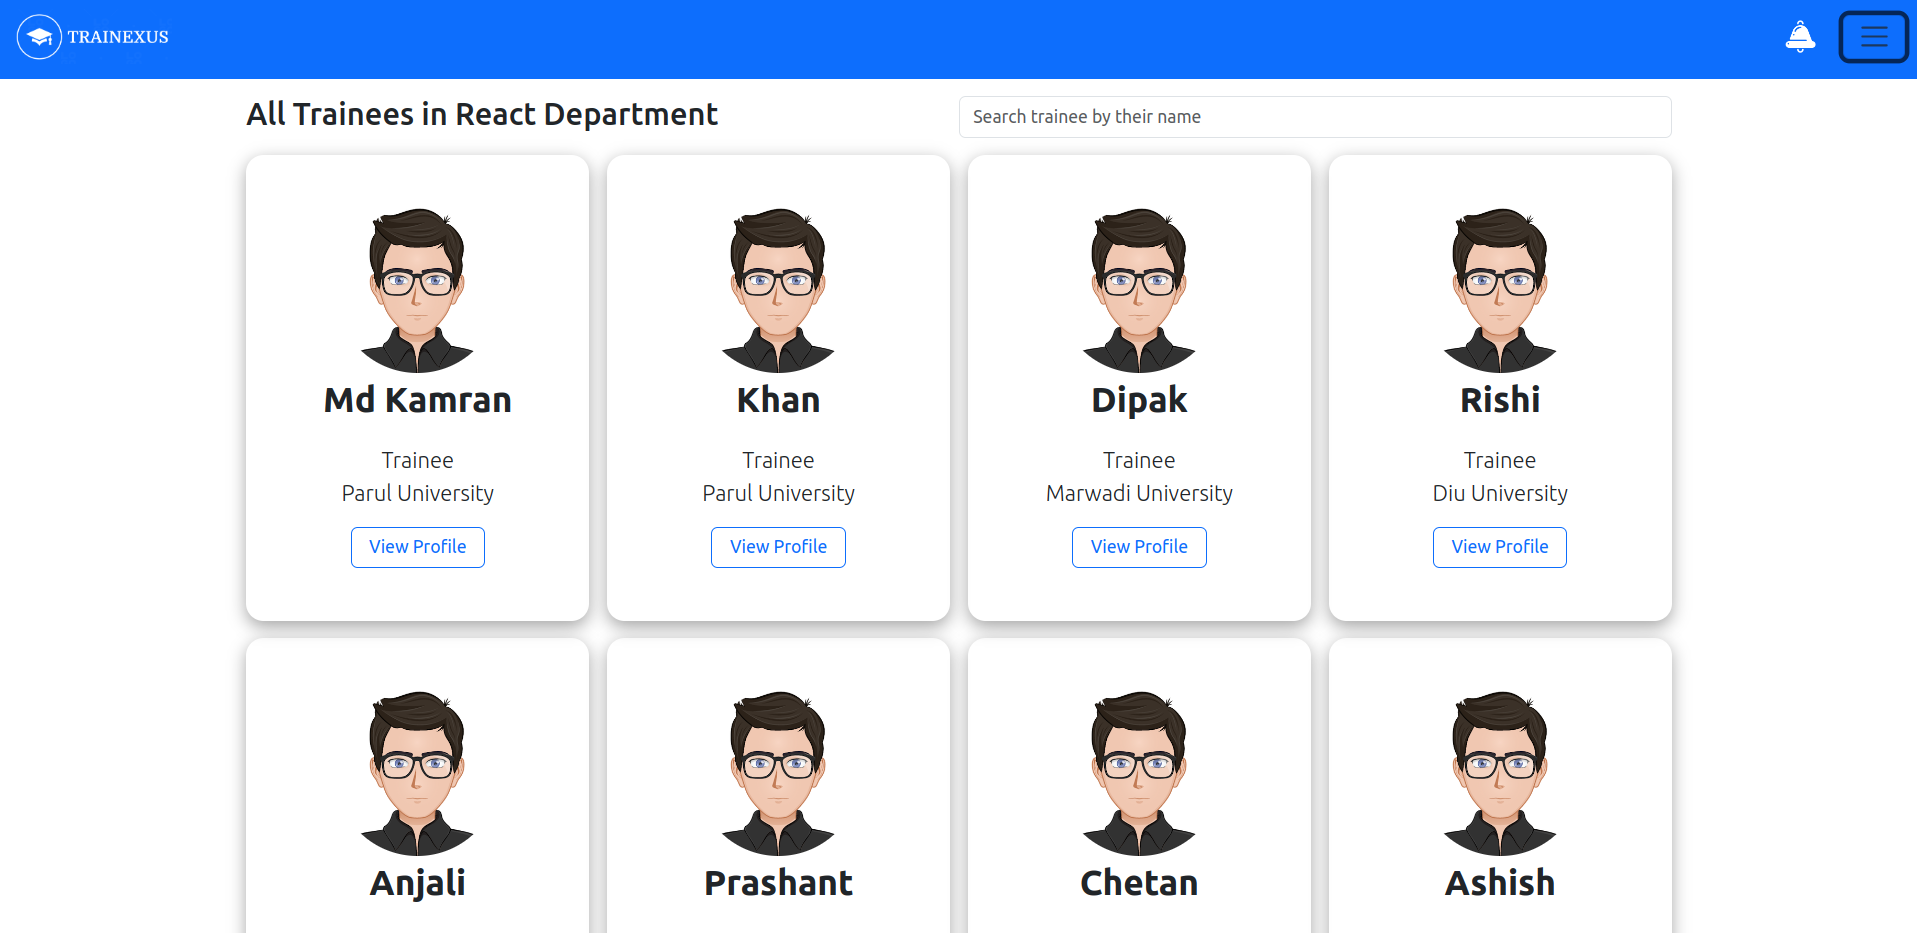 TRAINEXUS
All Trainees in React Department
Search trainee by their name
Md Kamran
Trainee
Parul University
View Profile
Khan
Trainee
Parul University
View Profile
Dipak
Trainee
Marwadi University
View Profile
Rishi
Trainee
Diu University
View Profile
Anjali
Prashant
Chetan
Ashish